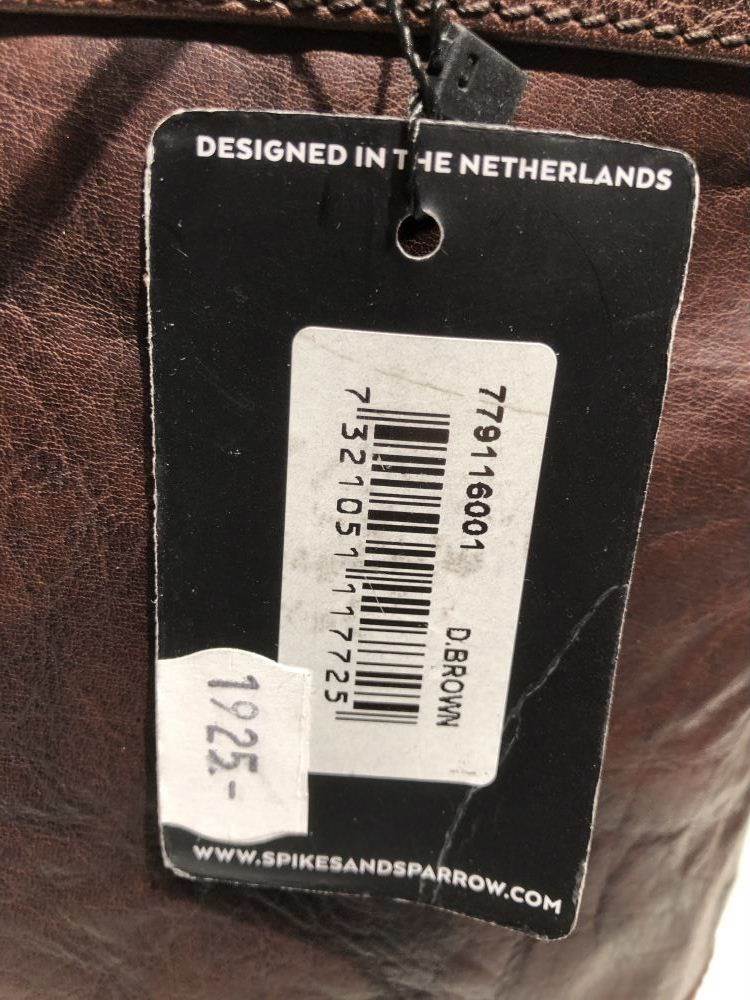 DESIGNED IN THE NETHERLANDS
779116001
D.BROWN
7 321051 117725
1925.-
WWW.SPIKESANDSPARROW.COM